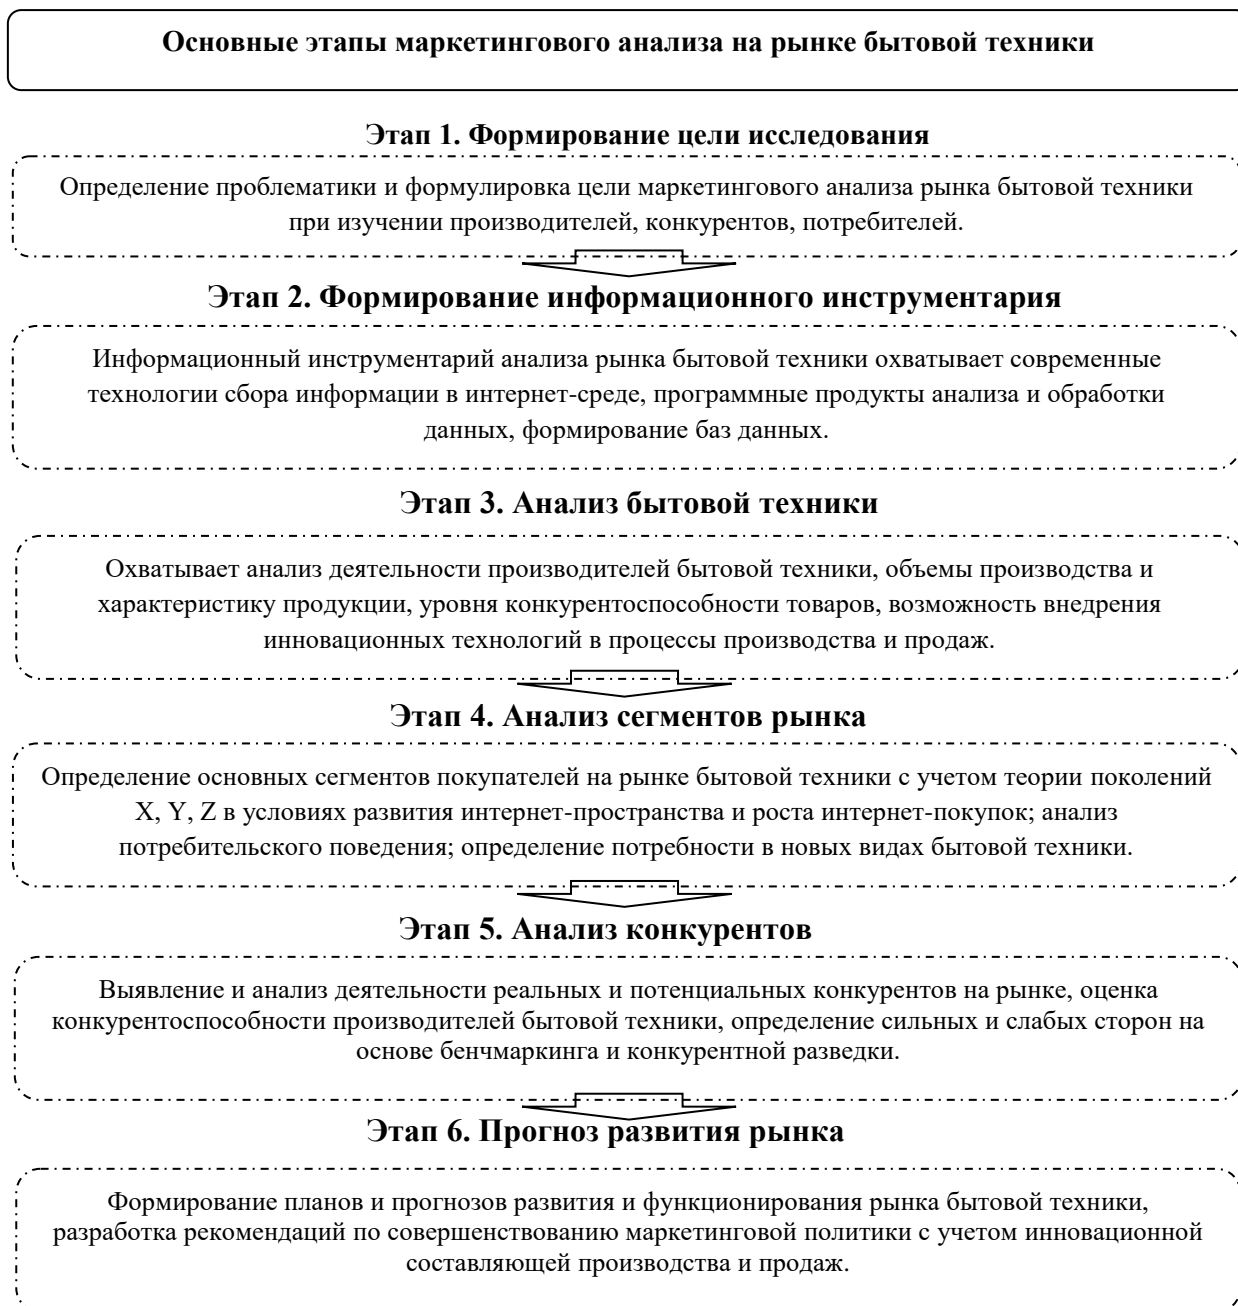 Основные этапы маркетингового анализа на рынке бытовой техники
Этап 1. Формирование цели исследования
Определение проблематики и формулировка цели маркетингового анализа рынка бытовой техники
при изучении производителей, конкурентов, потребителей.
Этап 2. Формирование информационного инструментария
Информационный инструментарий анализа рынка бытовой техники охватывает современные
технологии сбора информации в интернет-среде, программные продукты анализа и обработки
данных, формирование баз данных.
Этап 3. Анализ бытовой техники
Охватывает анализ деятельности производителей бытовой техники, объемы производства и
характеристику продукции, уровня конкурентоспособности товаров, возможность внедрения
инновационных технологий в процессы производства и продаж.
Этап 4. Анализ сегментов рынка
Определение основных сегментов покупателей на рынке бытовой техники с учетом теории поколений
X, Y, Z в условиях развития интернет-пространства и роста интернет-покупок; анализ
потребительского поведения; определение потребности в новых видах бытовой техники.
Этап 5. Анализ конкурентов
Выявление и анализ деятельности реальных и потенциальных конкурентов на рынке, оценка
конкурентоспособности производителей бытовой техники, определение сильных и слабых сторон на
основе бенчмаркинга и конкурентной разведки.
Этап 6. Прогноз развития рынка
Формирование планов и прогнозов развития и функционирования рынка бытовой техники,
разработка рекомендаций по совершенствованию маркетинговой политики с учетом инновационной
составляющей производства и продаж.